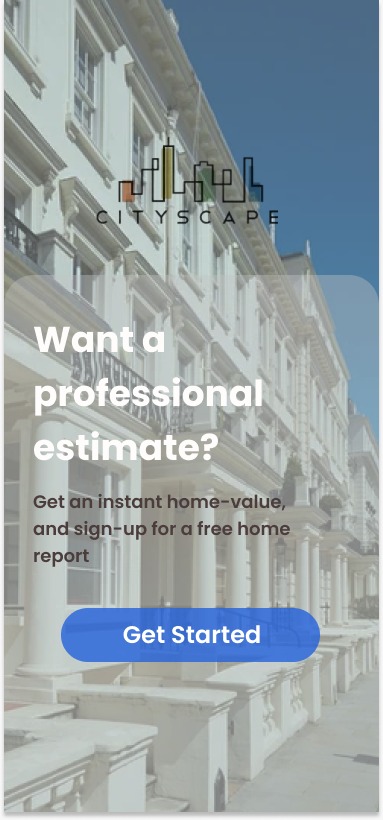 CITYSCAPE
Want a
professional
estimate?
Get an instant home-value,
and sign-up for a free home
report
Get Started